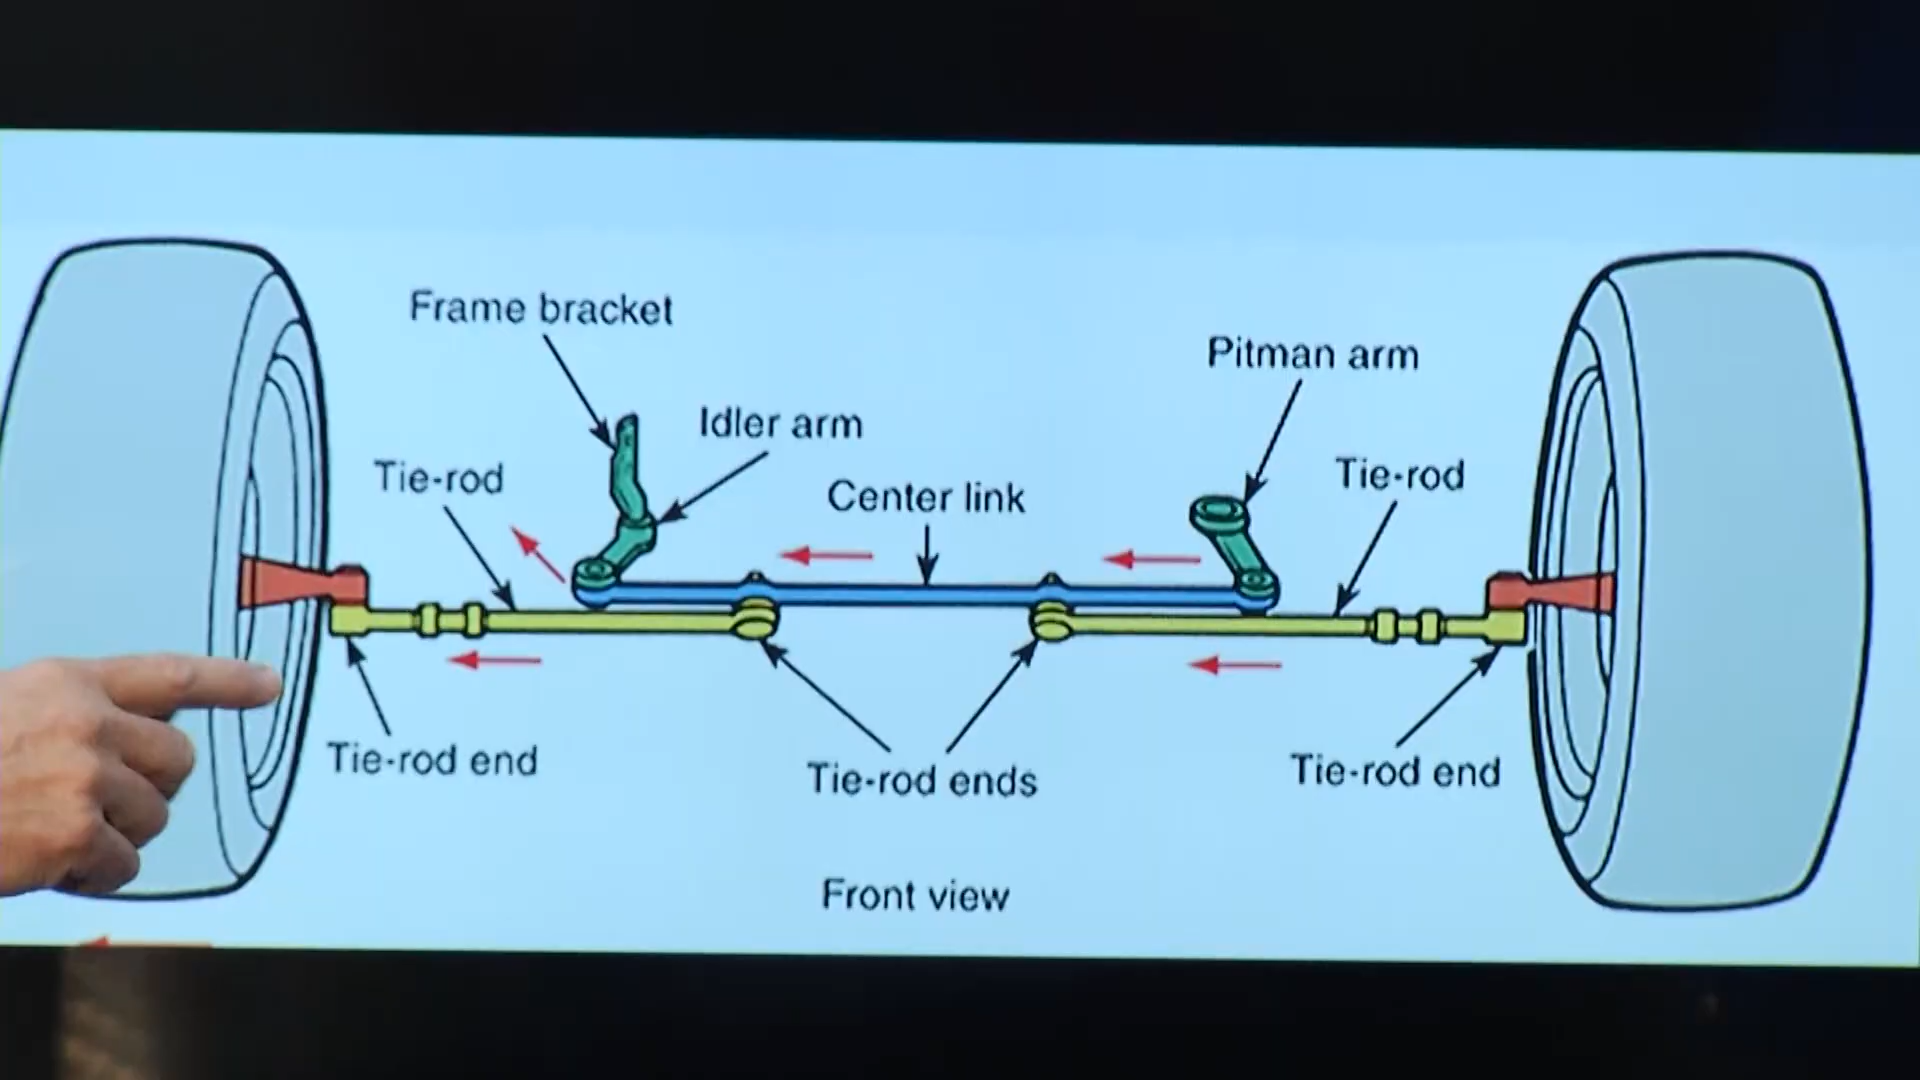 Frame bracket
Pitman arm
Idler arm
Tie-rod
Tie-rod
Center link
Tie-rod end
Tie-rod ends
Tie-rod end
Front view